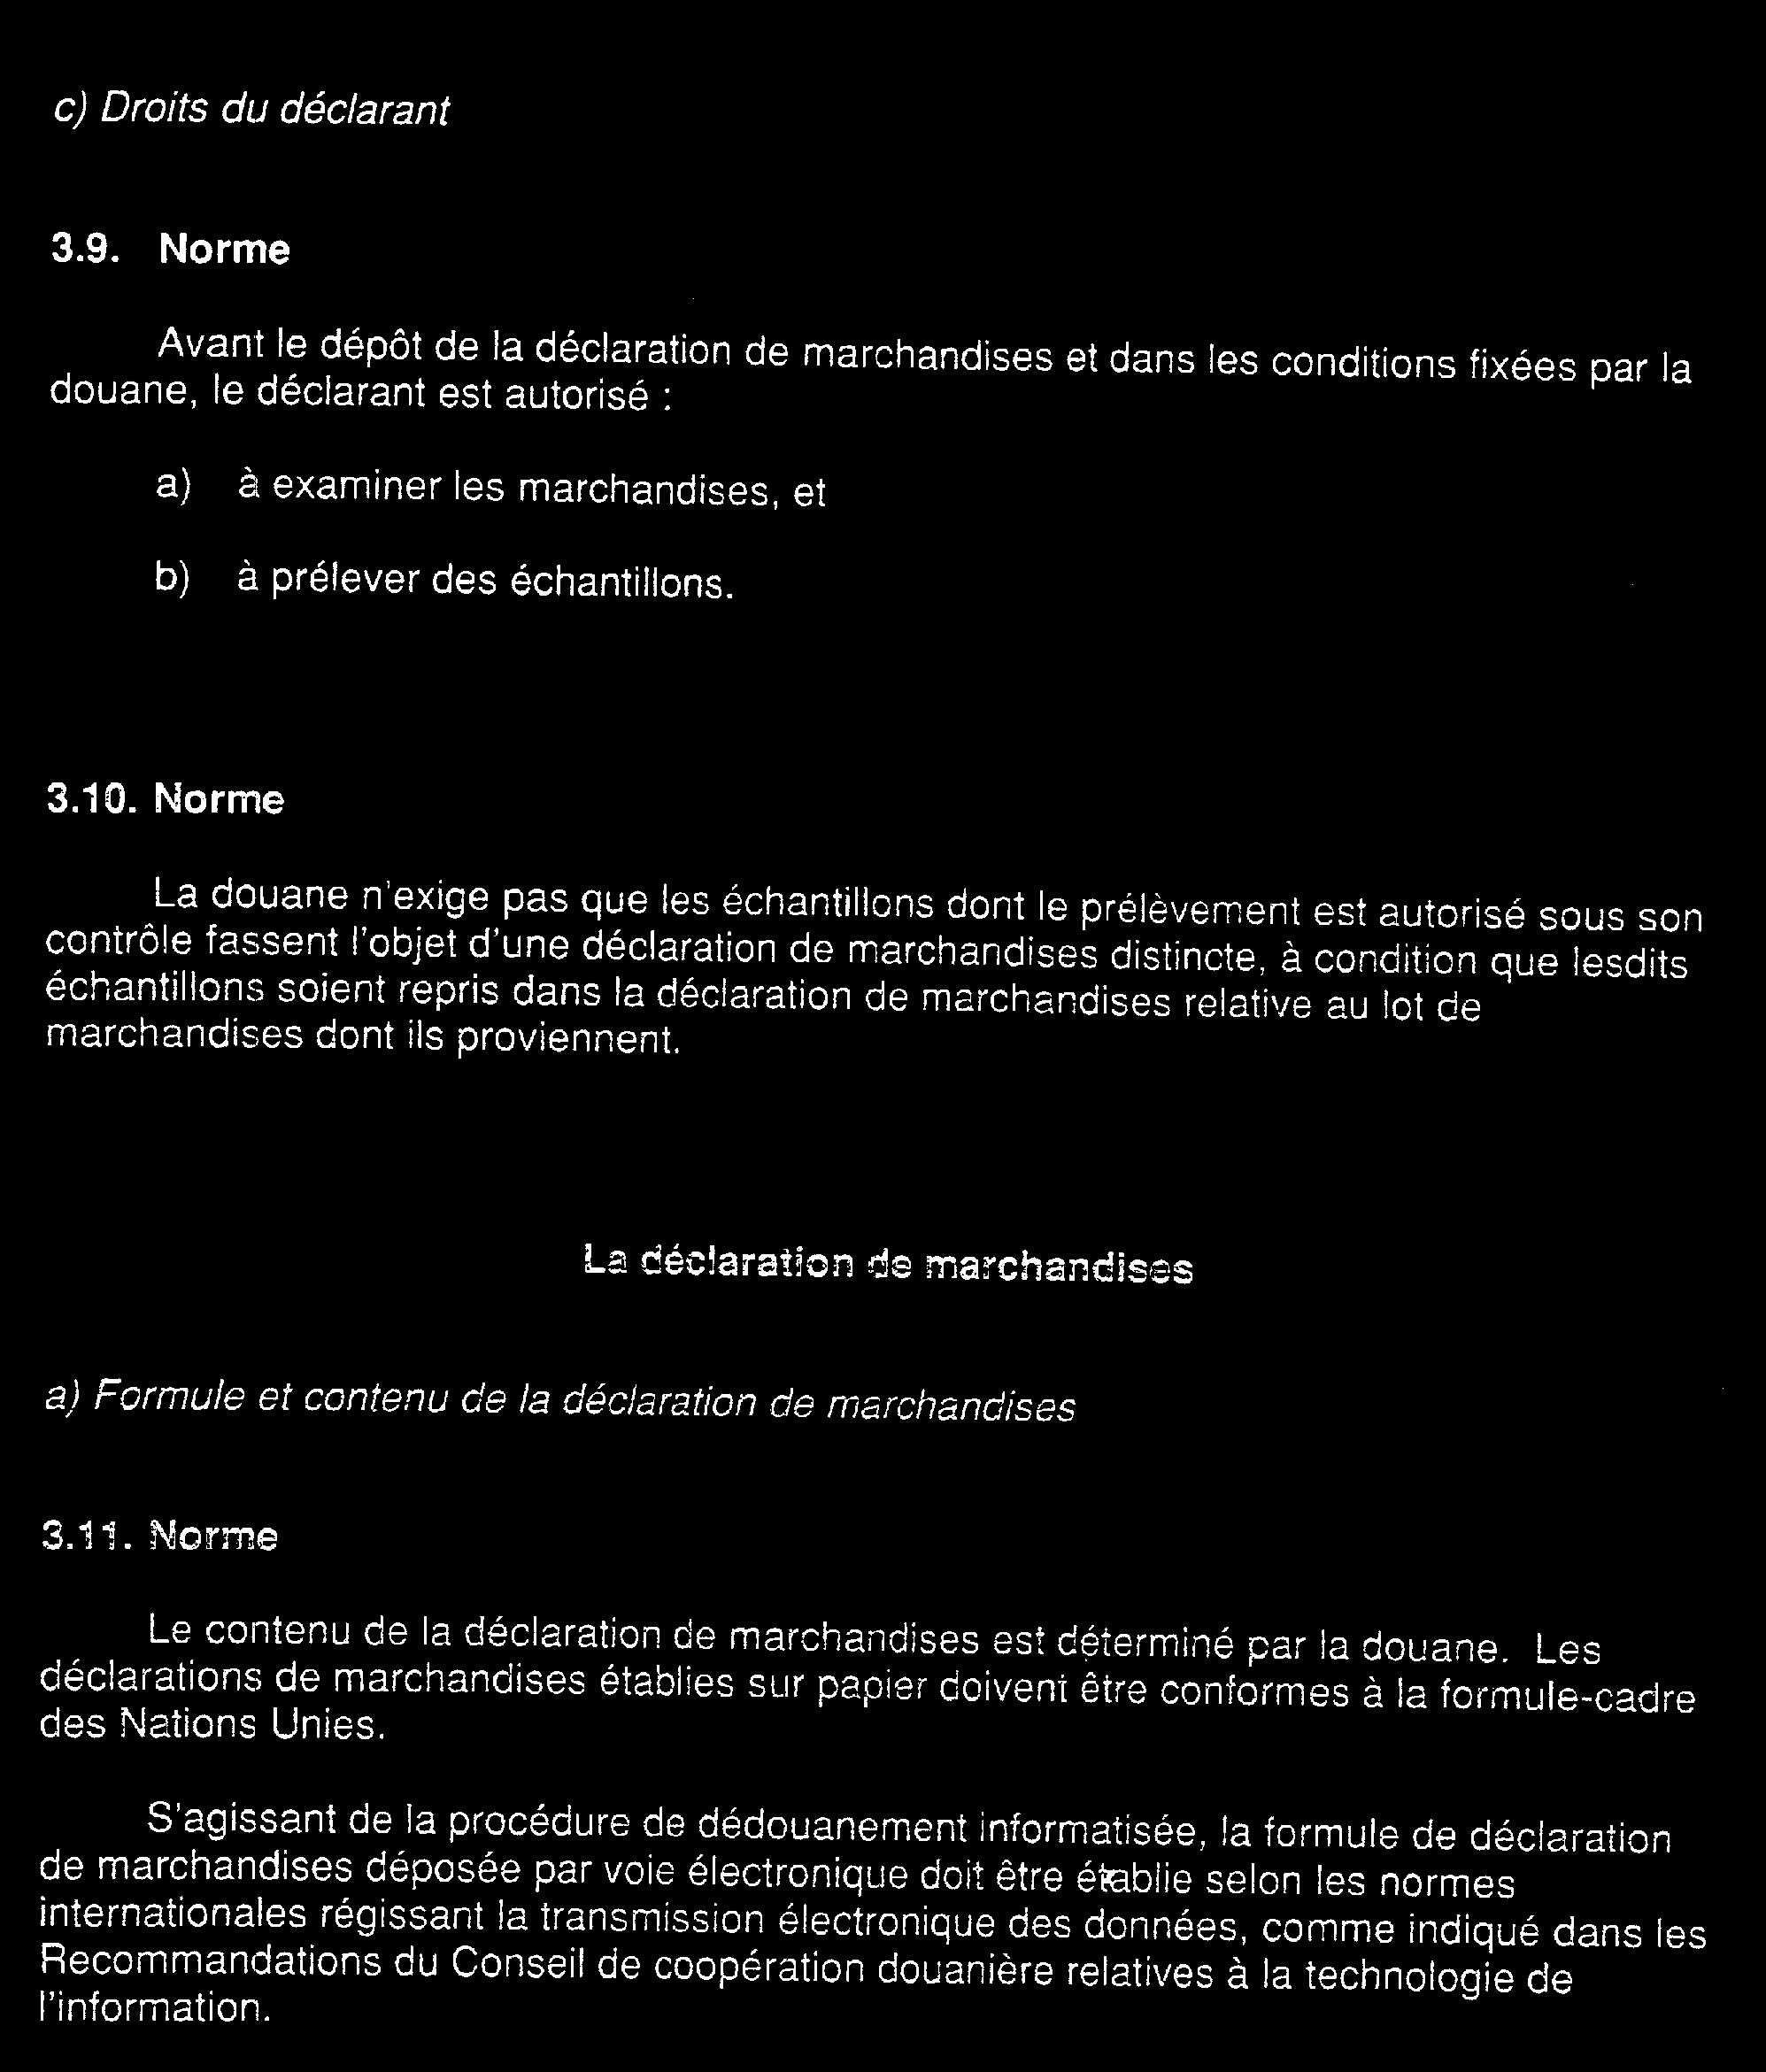 c) Droits du déclarant
3.9. Norme
Avant le dépôt de la déclaration de marchandises et dans les conditions fixées par la
douane, le déclarant est autorisé :
a) à examiner les marchandises, et
b) à prélever des échantillons.
3.10. Norme
La douane n'exige pas que les échantillons dont le prélèvement est autorisé sous son
contrôle fassent l'objet d'une déclaration de marchandises distincte, à condition que lesdits
échantillons soient repris dans la déclaration de marchandises relative au lot de
marchandises dont ils proviennent.
La déclaration de marchandises
a) Formule et contenu de la déclaration de marchandises
3.11. Norme
Le contenu de la déclaration de marchandises est déterminé par la douane. Les
déclarations de marchandises établies sur papier doivent être conformes à la formule-cadre
des Nations Unies.
S'agissant de la procédure de dédouanement informatisée, la formule de déclaration
de marchandises déposée par voie électronique doit être établie selon les normes
internationales régissant la transmission électronique des données, comme indiqué dans les
Recommandations du Conseil de coopération douanière relatives à la technologie de
l'information.